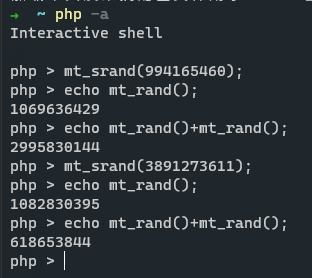 → ~ php -a
Interactive shell
php > mt_srand(994165460);
php > echo mt_rand();
1069636429
php > echo mt_rand()+mt_rand();
2995830144
php > mt_srand(3891273611);
php > echo mt_rand();
1082830395
php > echo mt_rand()+mt_rand();
618653844
php >